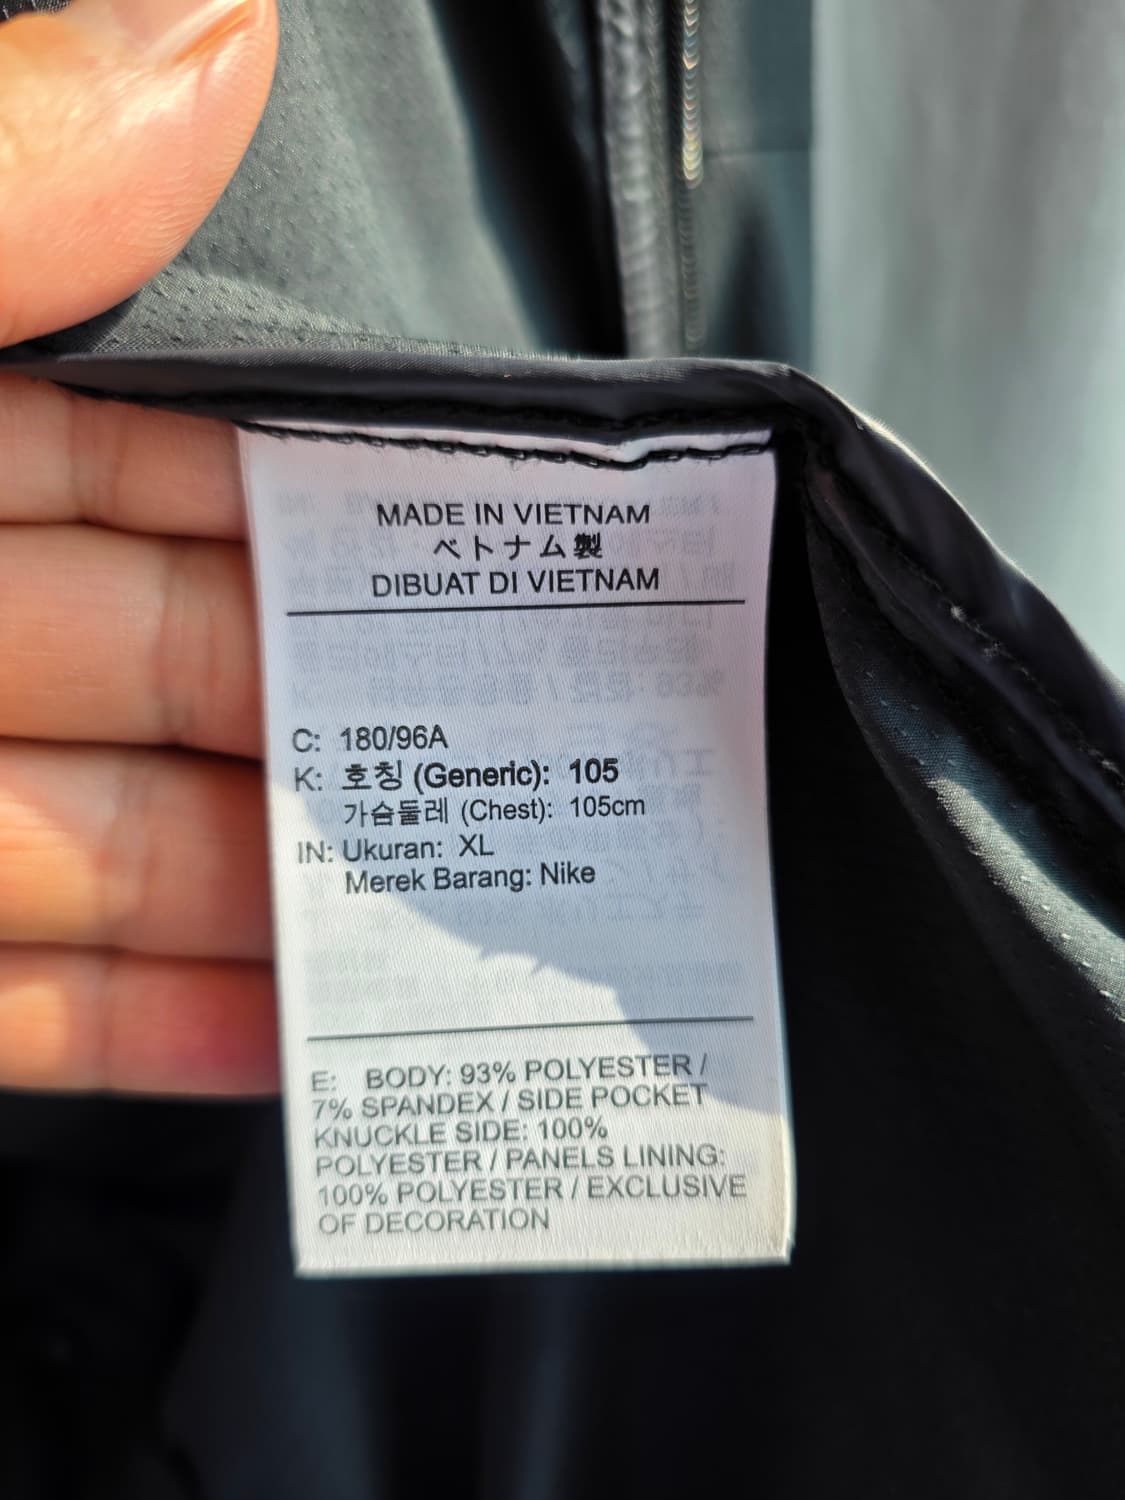 MADE IN VIETNAM
ベトナム製
DIBUAT DI VIETNAM
C: 180/96A
K: 호칭 (Generic): 105
가슴둘레 (Chest): 105cm
IN: Ukuran: XL
Merek Barang: Nike
E: BODY: 93% POLYESTER /
7% SPANDEX / SIDE POCKET
KNUCKLE SIDE: 100%
POLYESTER / PANELS LINING:
100% POLYESTER / EXCLUSIVE
OF DECORATION